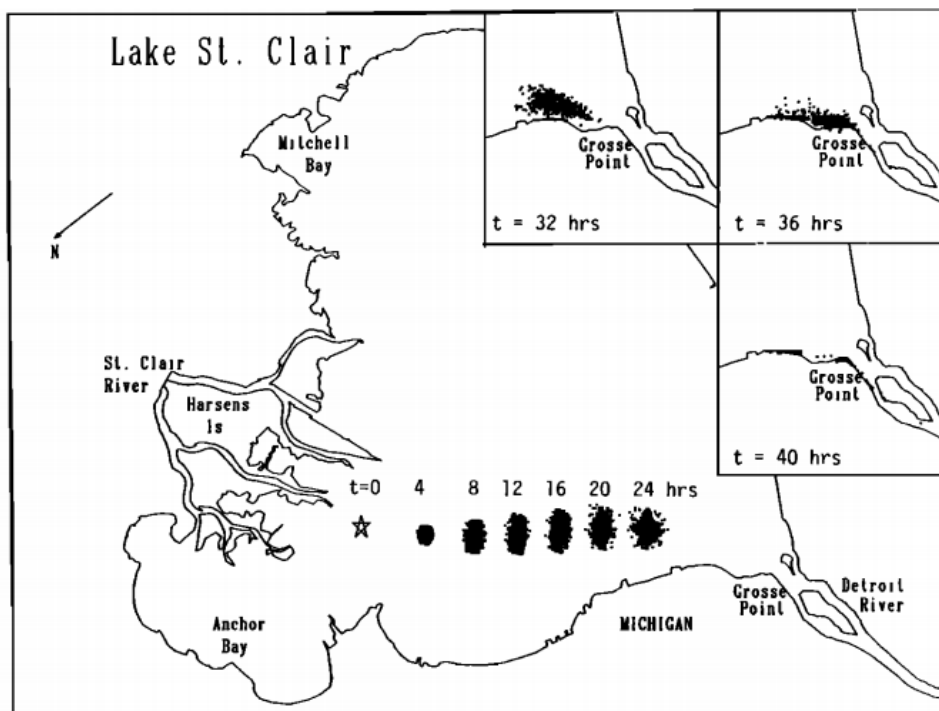 Lake St. Clair
Mitchell
Bay
N
St. Clair
River
Harsens
Is
t=0 4 8 12 16 20 24 hrs
Anchor
Bay
MICHIGAN
Grosse
Point
Detroit
River
Grosse
Point
t = 32 hrs
Grosse
Point
t = 36 hrs
Grosse
Point
t = 40 hrs